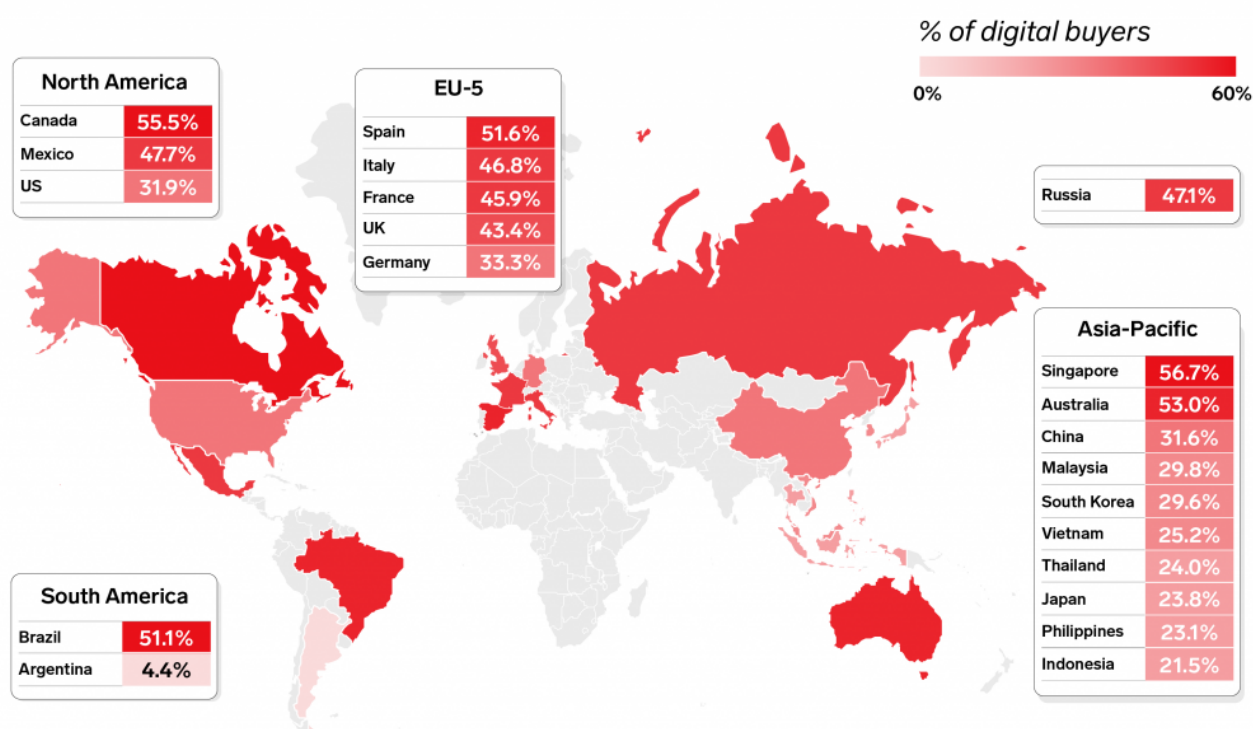 % of digital buyers
0% 60%
North America
Canada 55.5%
Mexico 47.7%
US 31.9%
EU-5
Spain 51.6%
Italy 46.8%
France 45.9%
UK 43.4%
Germany 33.3%
Russia 47.1%
Asia-Pacific
Singapore 56.7%
Australia 53.0%
China 31.6%
Malaysia 29.8%
South Korea 29.6%
Vietnam 25.2%
Thailand 24.0%
Japan 23.8%
Philippines 23.1%
Indonesia 21.5%
South America
Brazil 51.1%
Argentina 4.4%